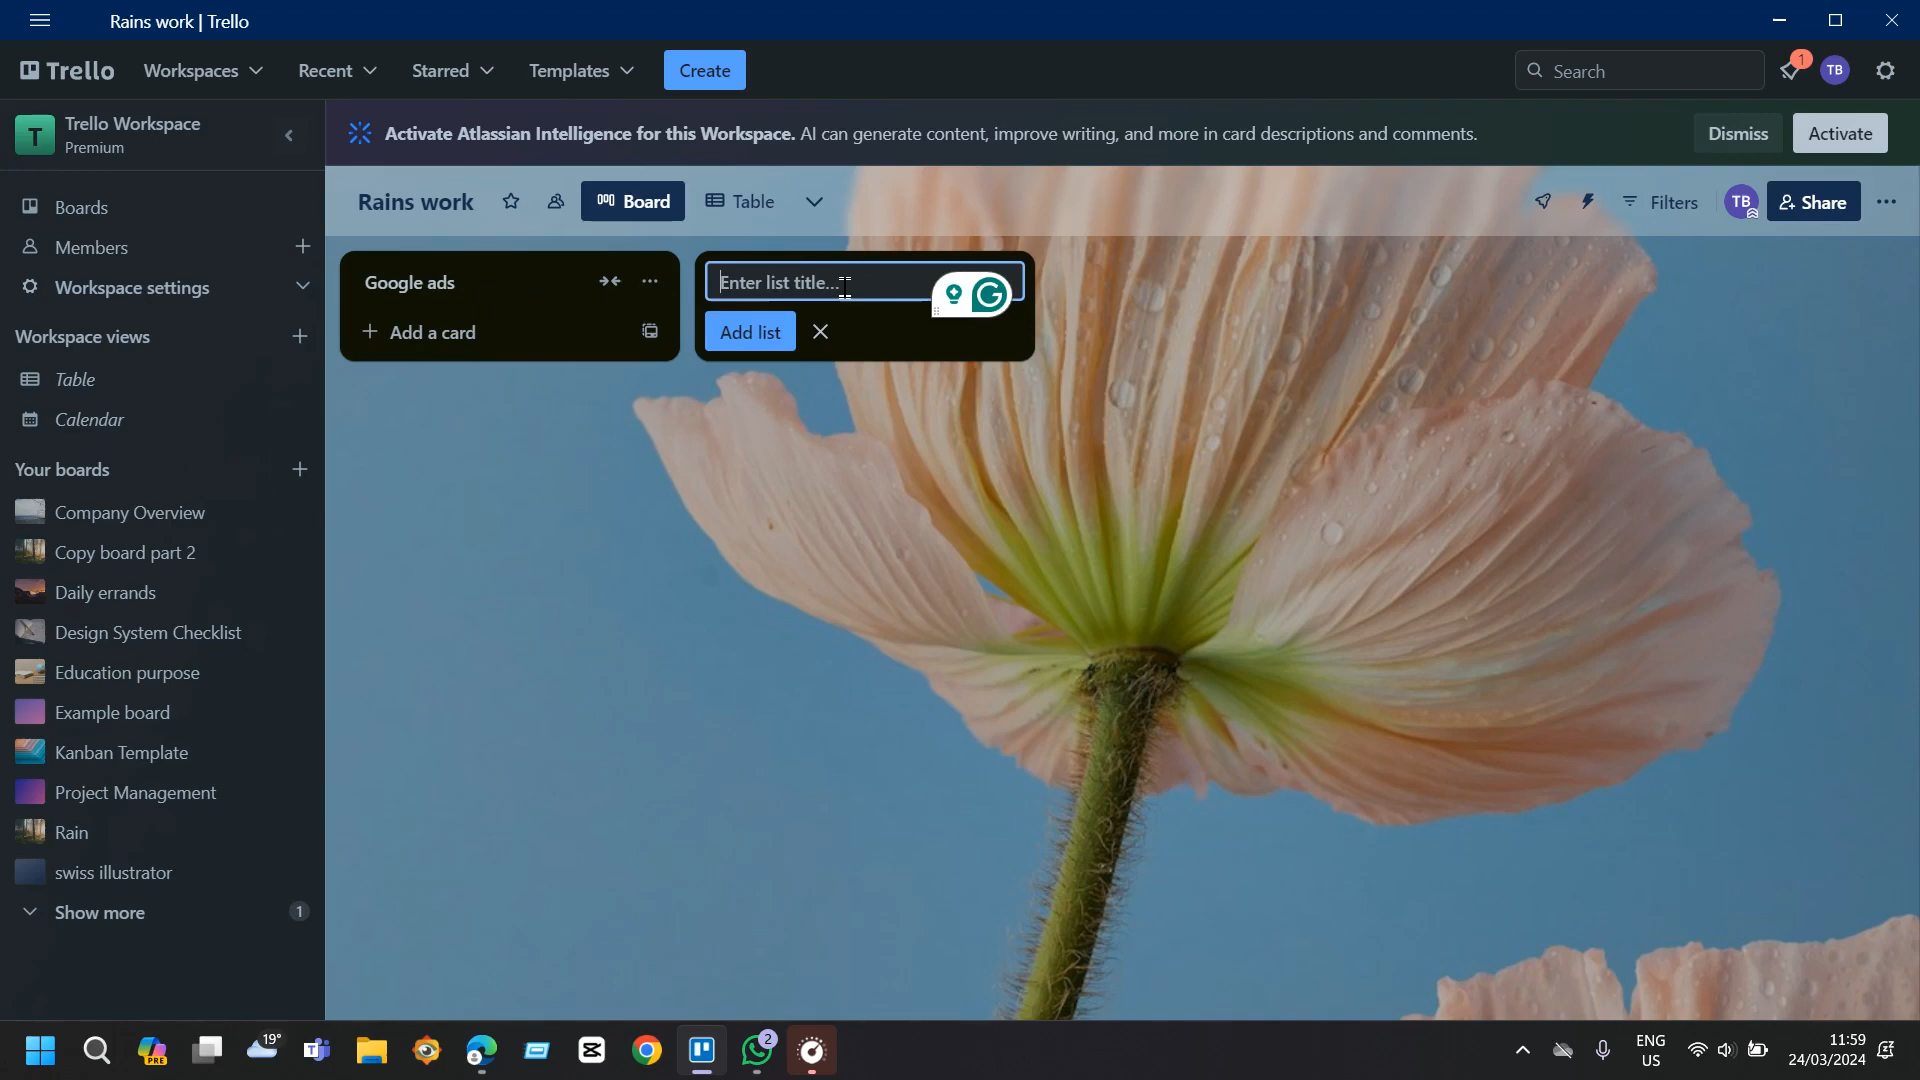 Rains work | Trello
Trello
Workspaces
Recent
Starred
Templates
Create
Search
1
TB
T
Trello Workspace
Premium
Activate Atlassian Intelligence for this Workspace. AI can generate content, improve writing, and more in card descriptions and comments.
Dismiss
Activate
Rains work
Board
Table
Filters
TB
Share
Boards
Members
Workspace settings
Workspace views
Table
Calendar
Your boards
Company Overview
Copy board part 2
Daily errands
Design System Checklist
Education purpose
Example board
Kanban Template
Project Management
Rain
swiss illustrator
Show more
1
Google ads
Add a card
Enter list title...
G
Add list
PRE
19°
2
ENG
US
11:59
24/03/2024